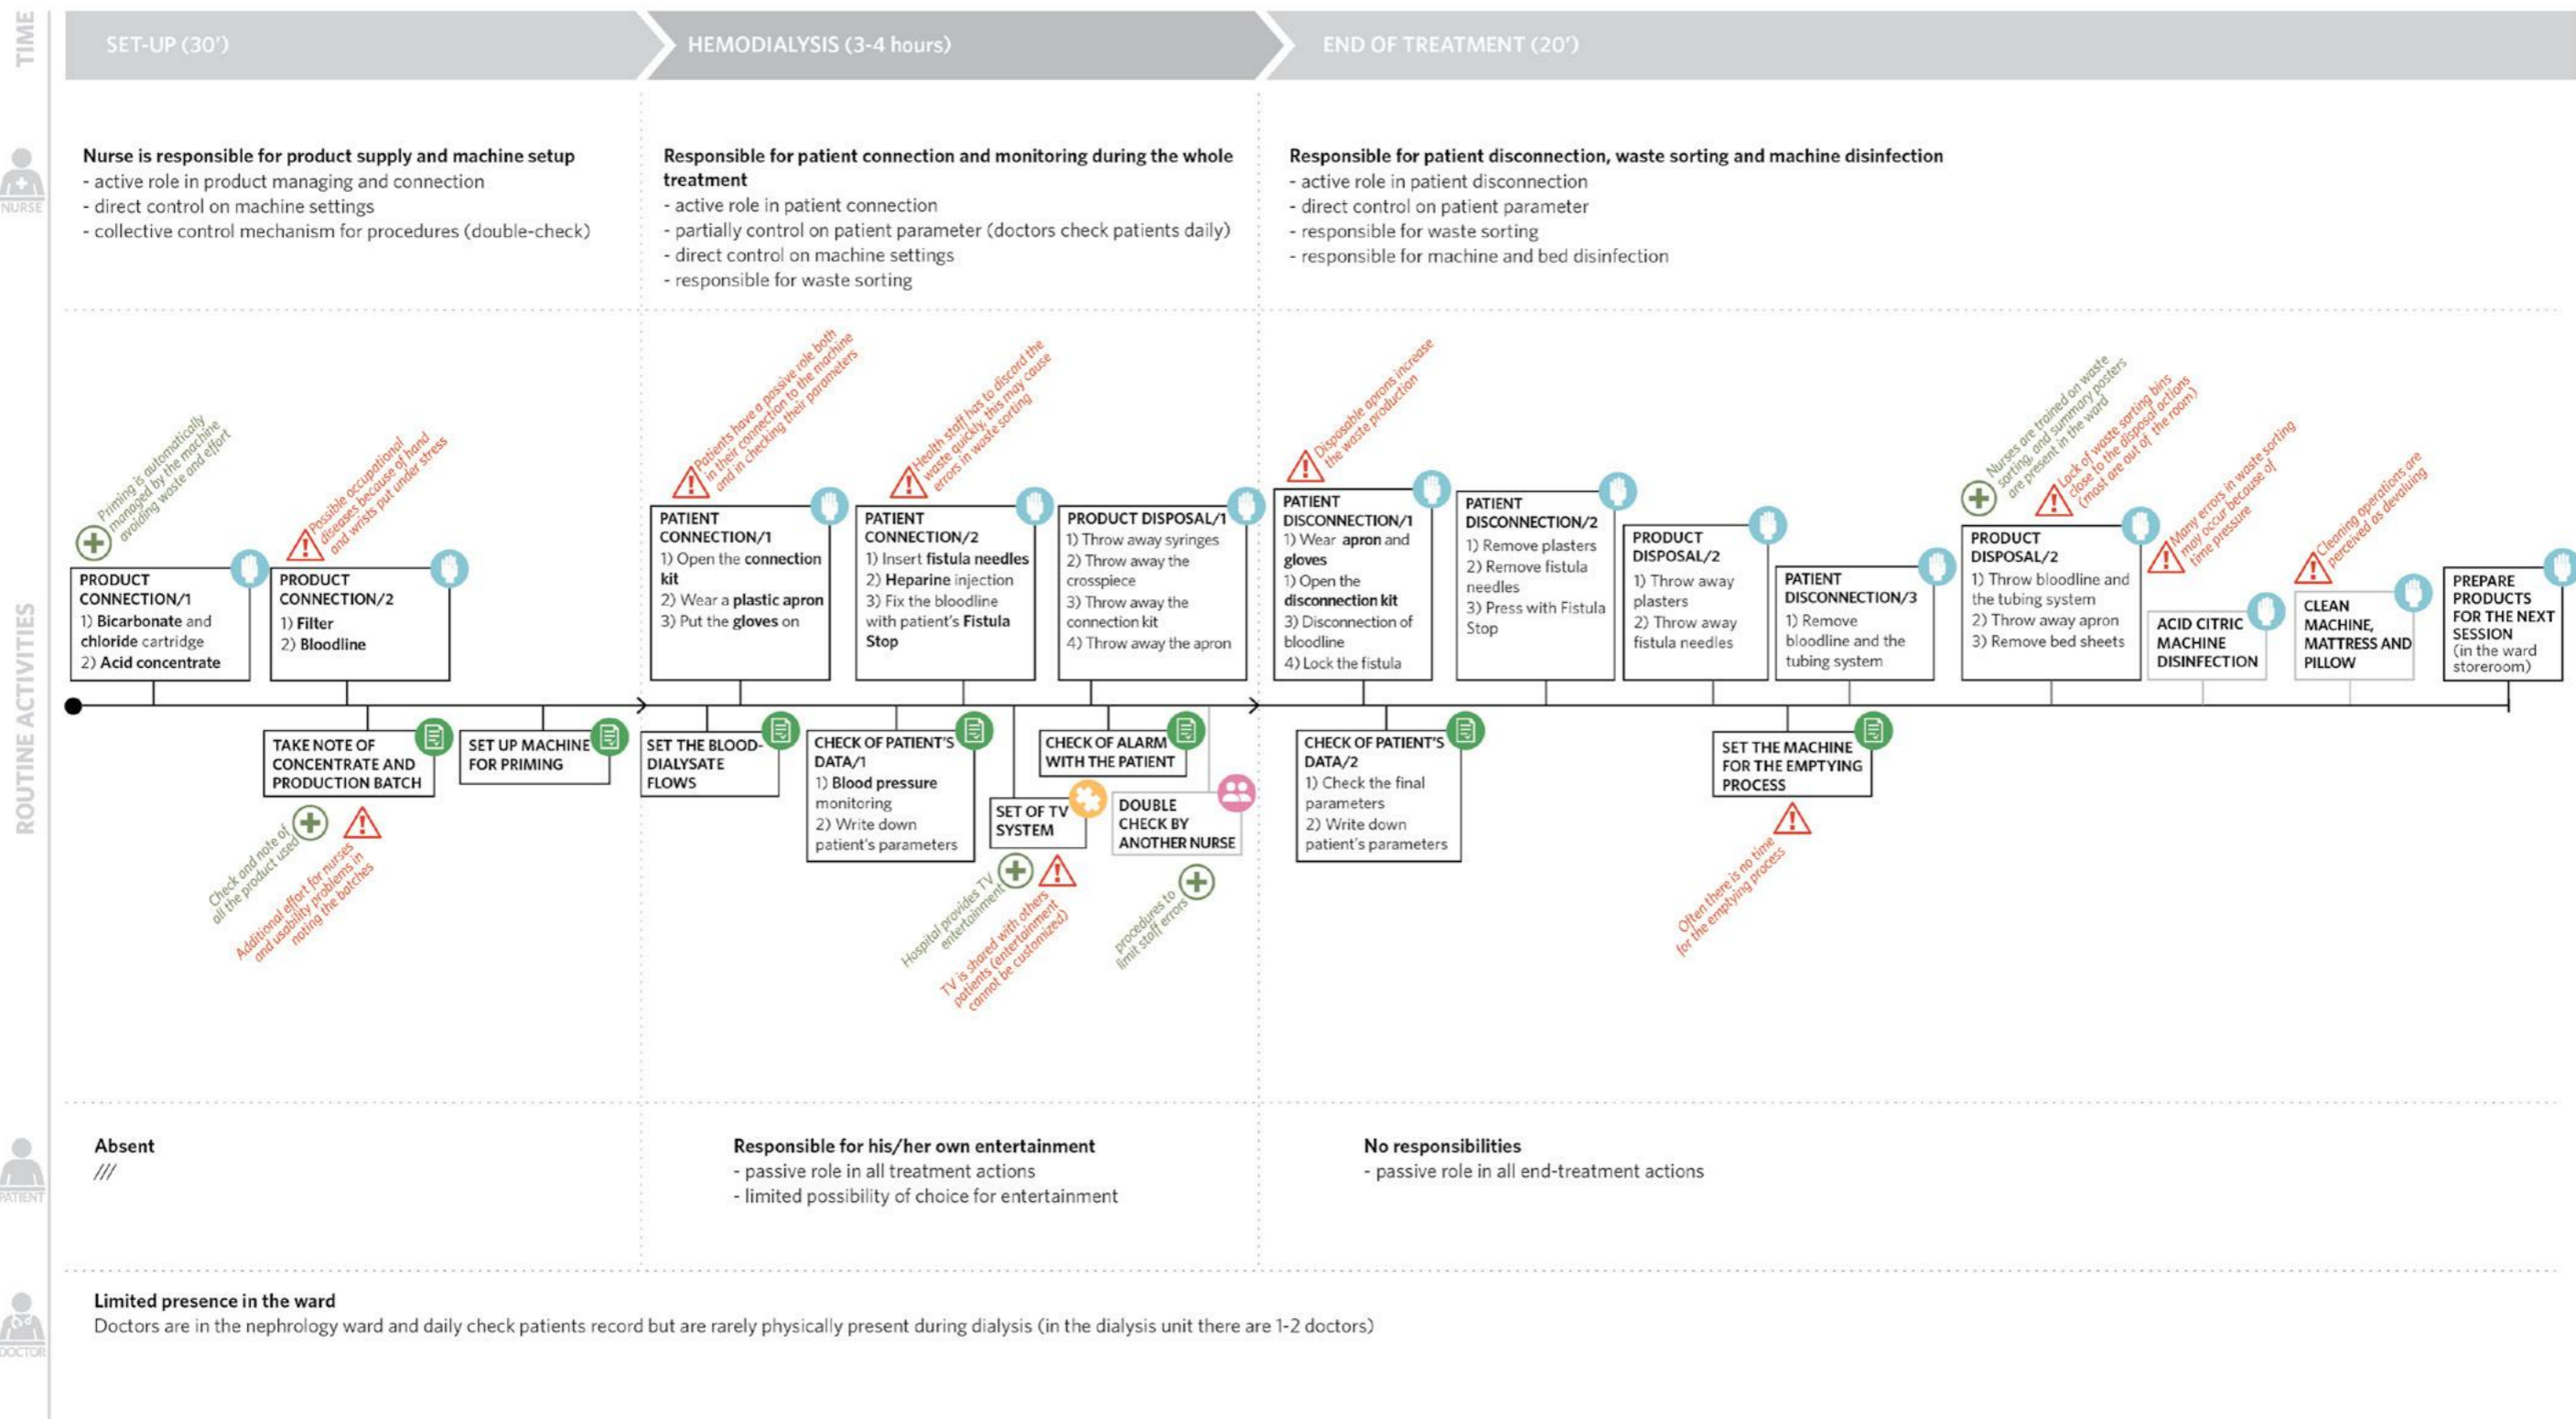 TIME
SET-UP (30')
HEMODIALYSIS (3-4 hours)
END OF TREATMENT (20')
NURSE
Nurse is responsible for product supply and machine setup
- active role in product managing and connection
- direct control on machine settings
- collective control mechanism for procedures (double-check)
Responsible for patient connection and monitoring during the whole
treatment
- active role in patient connection
- partially control on patient parameter (doctors check patients daily)
- direct control on machine settings
- responsible for waste sorting
Responsible for patient disconnection, waste sorting and machine disinfection
- active role in patient disconnection
- direct control on patient parameter
- responsible for waste sorting
- responsible for machine and bed disinfection
ROUTINE ACTIVITIES
Priming is automatically
managed by the machine
avoiding waste and effort
PRODUCT
CONNECTION/1
1) Bicarbonate and
chloride cartridge
2) Acid concentrate
Possible occupational
diseases because of hand
and wrists put under stress
PRODUCT
CONNECTION/2
1) Filter
2) Bloodline
Patients have a passive role both
in their connection to the machine
and in checking their parameters
PATIENT
CONNECTION/1
1) Open the connection
kit
2) Wear a plastic apron
3) Put the gloves on
Health staff has to discard the
waste quickly, this may cause
errors in waste sorting
PATIENT
CONNECTION/2
1) Insert fistula needles
2) Heparine injection
3) Fix the bloodline
with patient's Fistula
Stop
PRODUCT DISPOSAL/1
1) Throw away syringes
2) Throw away the
crosspiece
3) Throw away the
connection kit
4) Throw away the apron
Disposable aprons increase
the waste production
PATIENT
DISCONNECTION/1
1) Wear apron and
gloves
1) Open the
disconnection kit
3) Disconnection of
bloodline
4) Lock the fistula
PATIENT
DISCONNECTION/2
1) Remove plasters
2) Remove fistula
needles
3) Press with Fistula
Stop
PRODUCT
DISPOSAL/2
1) Throw away
plasters
2) Throw away
fistula needles
PATIENT
DISCONNECTION/3
1) Remove
bloodline and the
tubing system
Nurses are trained on waste
sorting, and summary posters
are present in the ward
Lack of waste sorting bins
close to the disposal actions
(most are out of the room)
PRODUCT
DISPOSAL/2
1) Throw bloodline and
the tubing system
2) Throw away apron
3) Remove bed sheets
Many errors in waste sorting
may occur because of
time pressure
ACID CITRIC
MACHINE
DISINFECTION
Cleaning operations are
perceived as devaluing
CLEAN
MACHINE,
MATTRESS AND
PILLOW
PREPARE
PRODUCTS
FOR THE NEXT
SESSION
(in the ward
storeroom)
TAKE NOTE OF
CONCENTRATE AND
PRODUCTION BATCH
Check and note of
all the product used
Additional effort for nurses
and usability problems in
noting the batches
SET UP MACHINE
FOR PRIMING
SET THE BLOOD-
DIALYSATE
FLOWS
CHECK OF PATIENT'S
DATA/1
1) Blood pressure
monitoring
2) Write down
patient's parameters
SET OF TV
SYSTEM
Hospital provides TV
entertainment
TV is shared with others
patients (entertainment
cannot be customized)
CHECK OF ALARM
WITH THE PATIENT
DOUBLE
CHECK BY
ANOTHER NURSE
procedures to
limit staff errors
CHECK OF PATIENT'S
DATA/2
1) Check the final
parameters
2) Write down
patient's parameters
SET THE MACHINE
FOR THE EMPTYING
PROCESS
Often there is no time
for the emptying process
PATIENT
Absent
///
Responsible for his/her own entertainment
- passive role in all treatment actions
- limited possibility of choice for entertainment
No responsibilities
- passive role in all end-treatment actions
DOCTOR
Limited presence in the ward
Doctors are in the nephrology ward and daily check patients record but are rarely physically present during dialysis (in the dialysis unit there are 1-2 doctors)